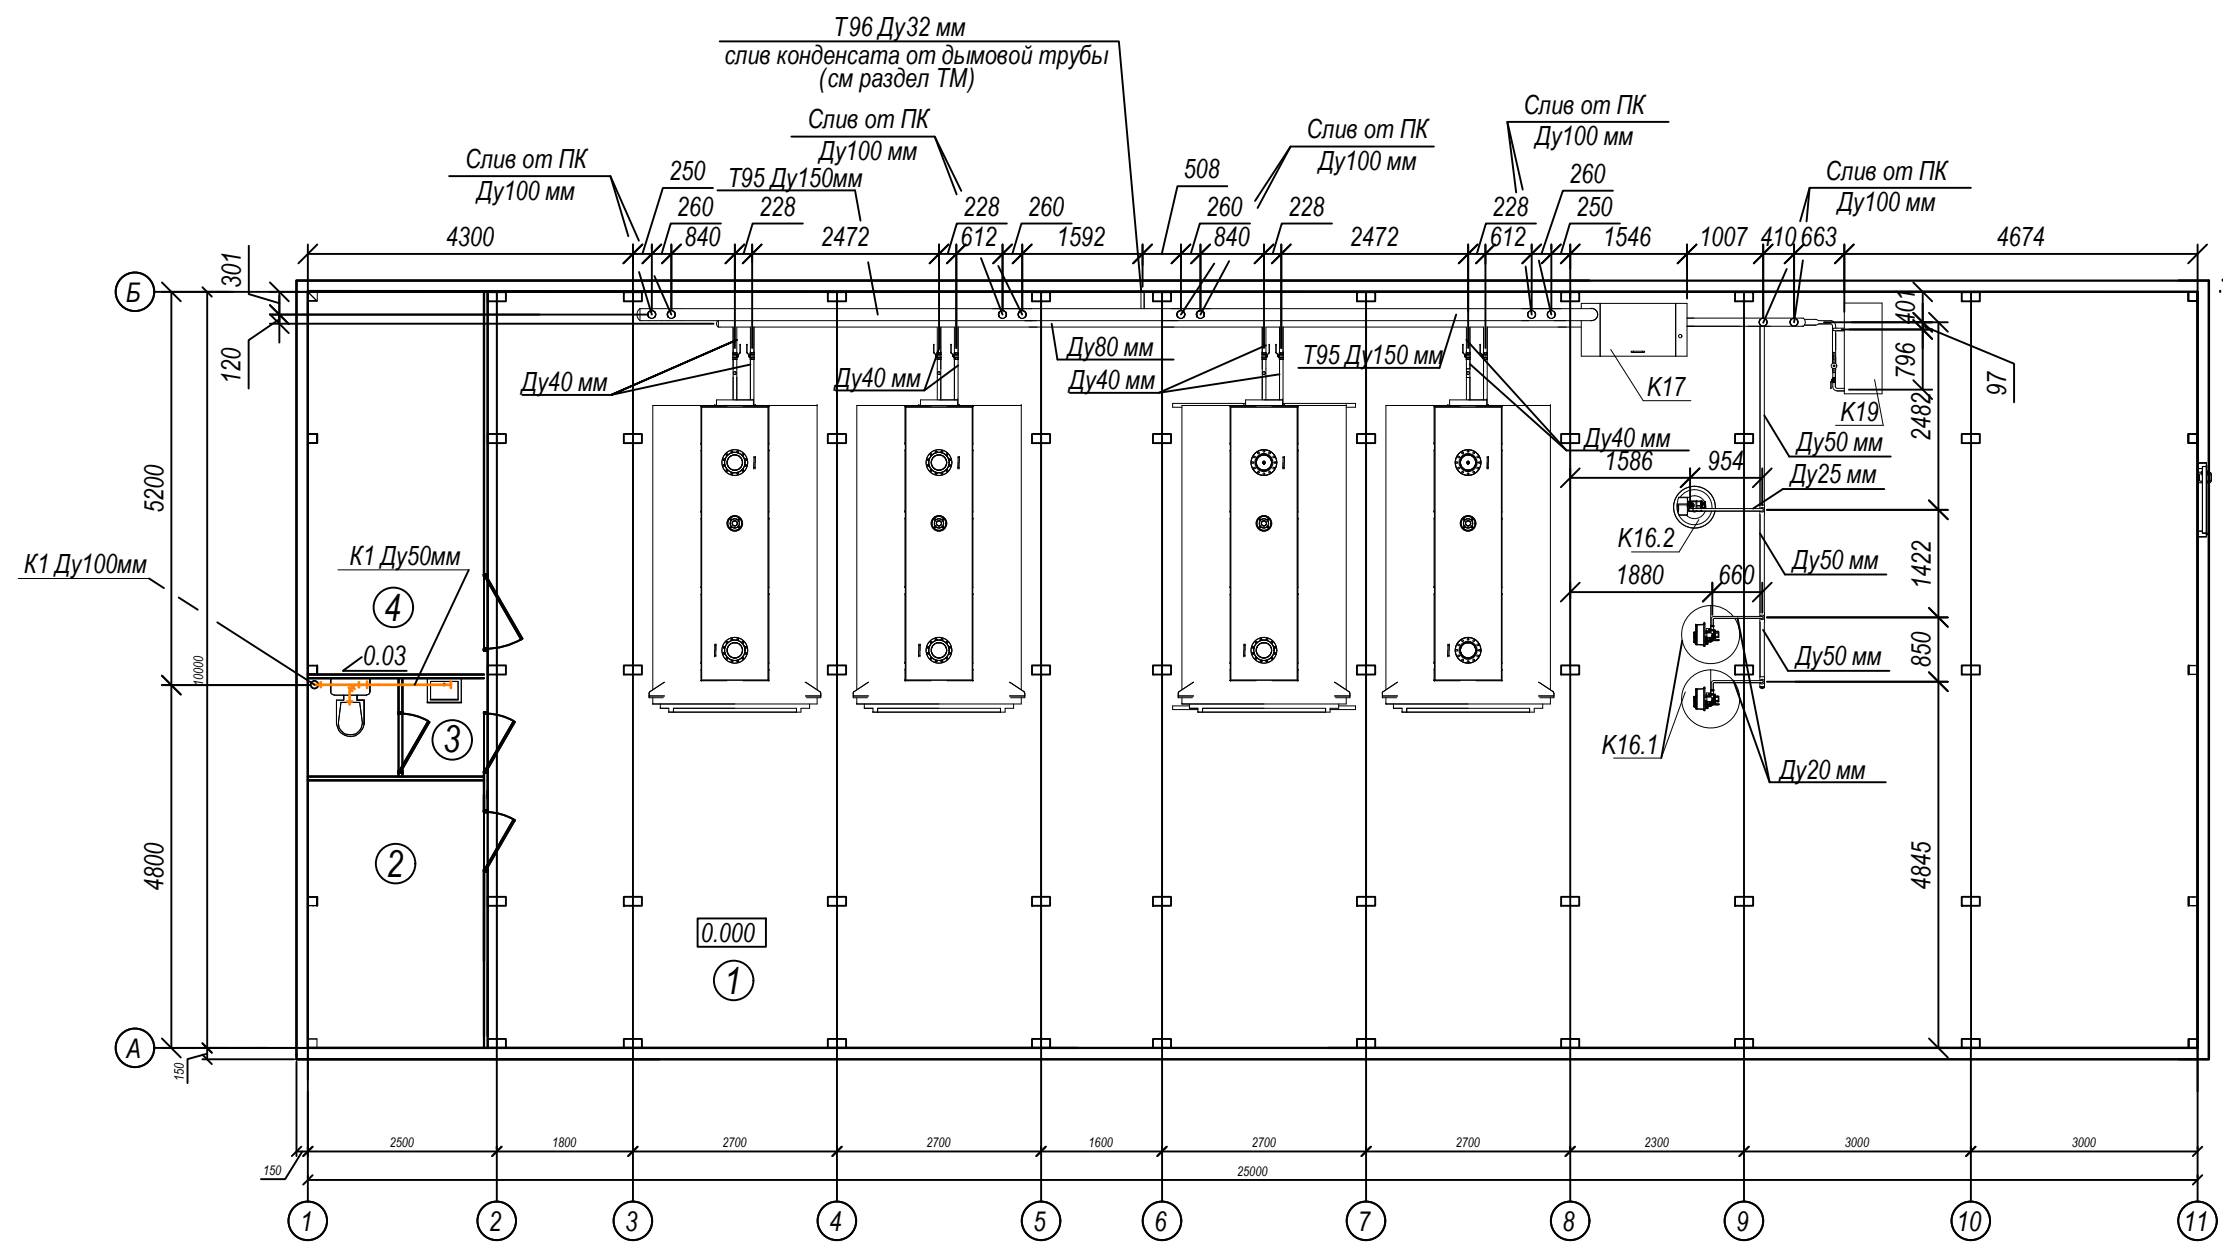 Т96 Ду32 мм
слив конденсата от дымовой трубы
(см раздел ТМ)
Слив от ПК
Ду100 мм
Слив от ПК
Ду100 мм
Слив от ПК
Ду100 мм
Слив от ПК
Ду100 мм
Слив от ПК
Ду100 мм
250
Т95 Ду150мм
508
260
260
228
228
260
260
228
228
250
4300
840
2472
612
1592
840
2472
612
1546
1007
410
663
4674
301
120
Б
401
796
97
2482
Ду80 мм
Т95 Ду150 мм
Ду40 мм
Ду40 мм
Ду40 мм
К17
К19
Ду40 мм
Ду50 мм
1586
954
Ду25 мм
5200
К16.2
1422
К1 Ду100мм
К1 Ду50мм
Ду50 мм
1880
660
4
0.03
10000
Ду50 мм
850
3
К16.1
Ду20 мм
2
4800
4845
0.000
1
А
150
2500
1800
2700
2700
1600
2700
2700
2300
3000
3000
150
25000
1
2
3
4
5
6
7
8
9
10
11